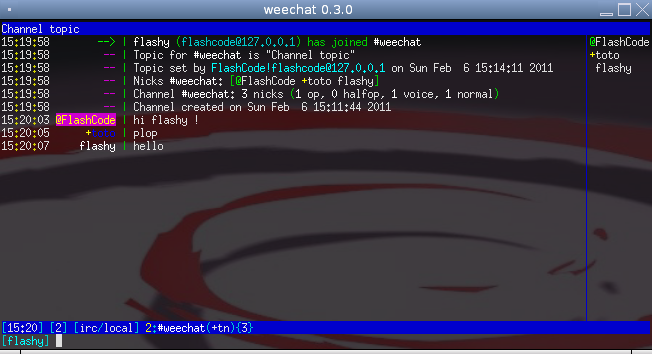 weechat 0.3.0
Channel topic
15:19:58 --> | flashy (flashcode@127.0.0.1) has joined #weechat
15:19:58 -- | Topic for #weechat is "Channel topic"
15:19:58 -- | Topic set by FlashCode!flashcode@127.0.0.1 on Sun Feb 6 15:14:11 2011
15:19:58 -- | Nicks #weechat: [@FlashCode +toto flashy]
15:19:58 -- | Channel #weechat: 3 nicks (1 op, 0 halfop, 1 voice, 1 normal)
15:19:58 -- | Channel created on Sun Feb 6 15:11:44 2011
15:20:03 @FlashCode | hi flashy !
15:20:05 +toto | plop
15:20:07 flashy | hello
@FlashCode
+toto
flashy
[15:20] [2] [irc/local] 2:#weechat(+tn){3}
[flashy]